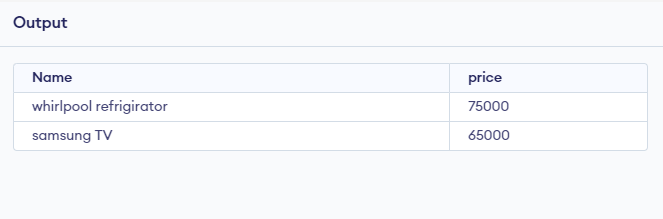 Output
Name price
whirlpool refrigirator 75000
samsung TV 65000